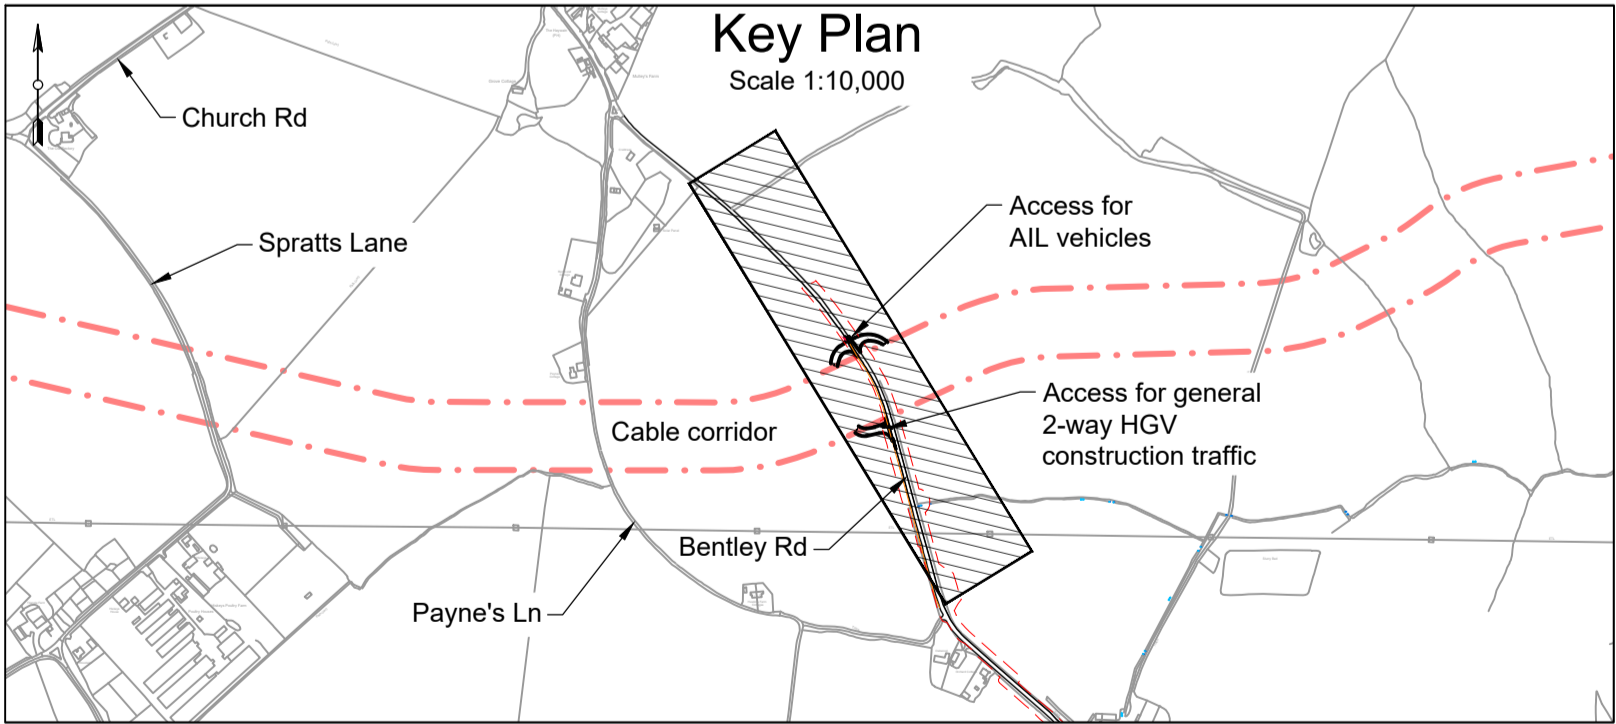 Key Plan
Scale 1:10,000
Church Rd
Spratts Lane
Access for
AIL vehicles
Access for general
2-way HGV
construction traffic
Cable corridor
Bentley Rd
Payne's Ln